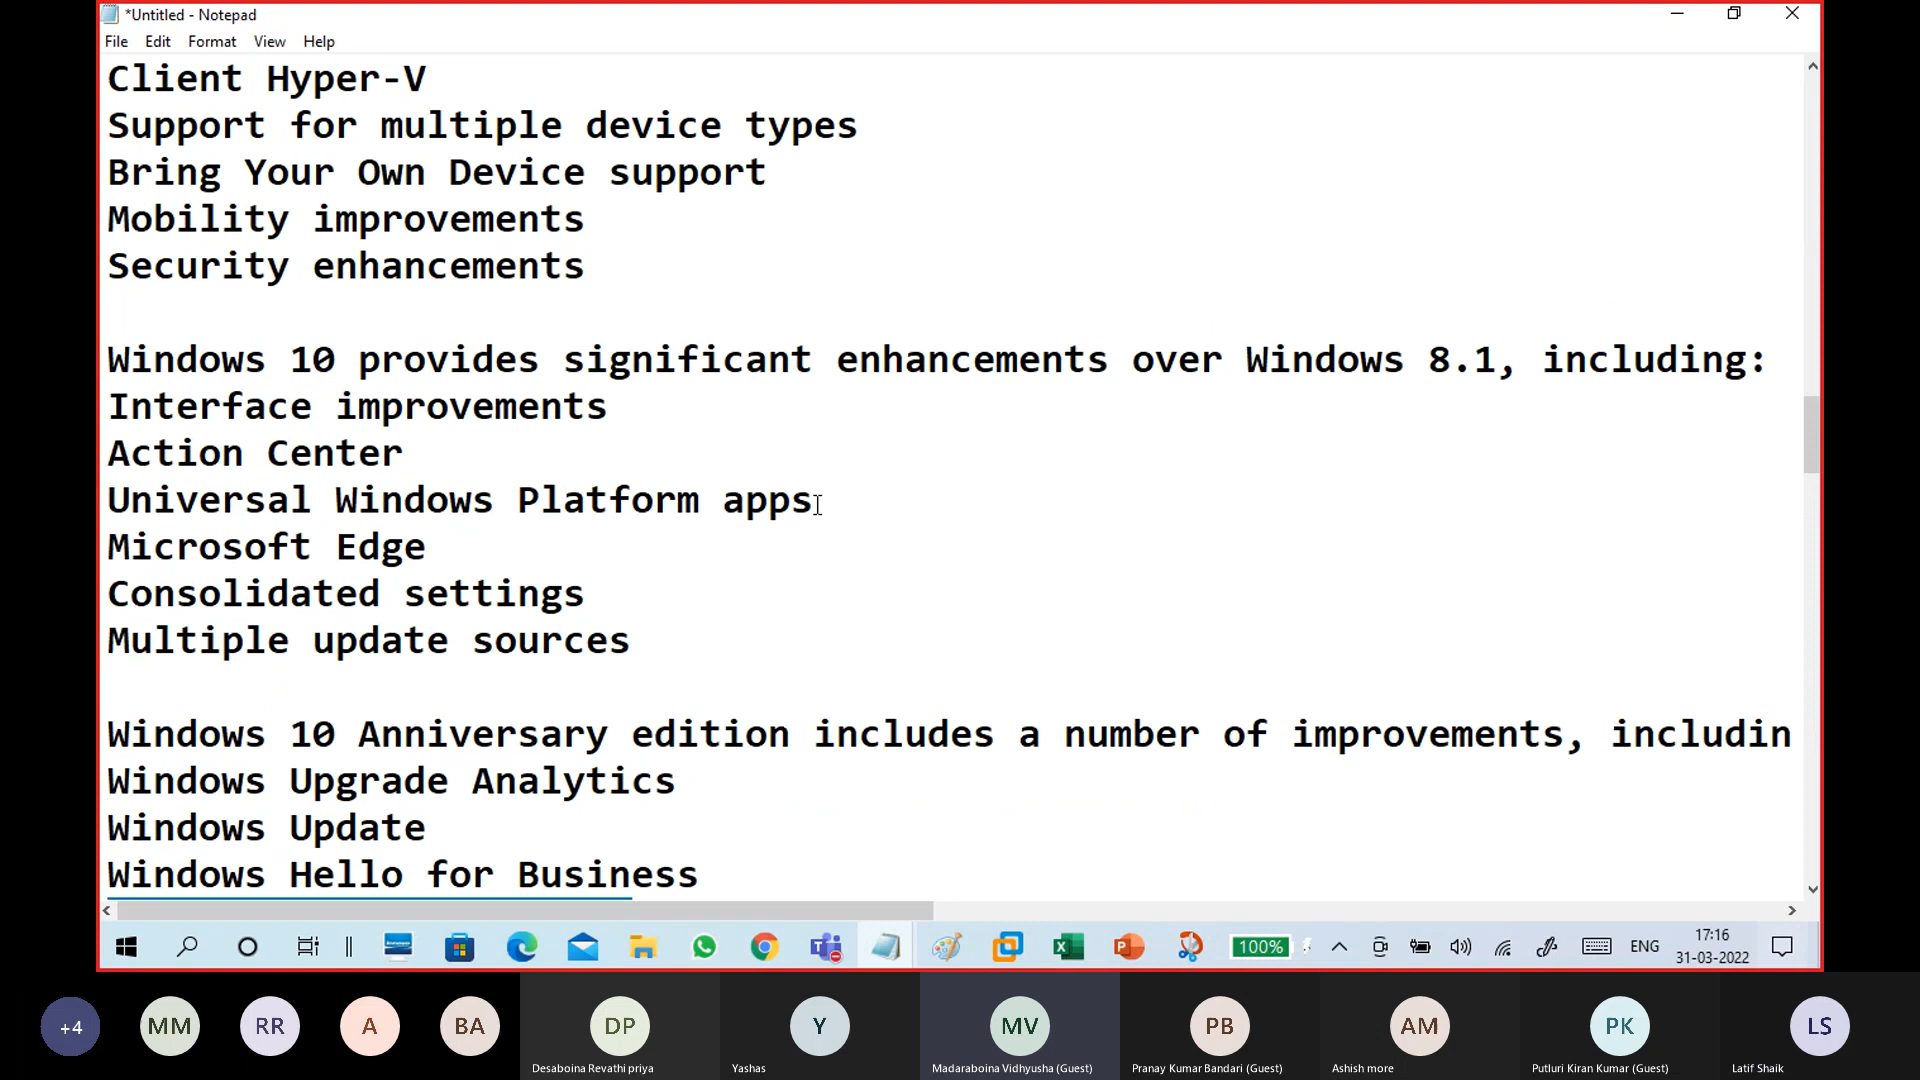 *Untitled - Notepad
File Edit Format View Help
Client Hyper-V
Support for multiple device types
Bring Your Own Device support
Mobility improvements
Security enhancements
Windows 10 provides significant enhancements over Windows 8.1, including:
Interface improvements
Action Center
Universal Windows Platform apps
Microsoft Edge
Consolidated settings
Multiple update sources
Windows 10 Anniversary edition includes a number of improvements, includin
Windows Upgrade Analytics
Windows Update
Windows Hello for Business
100%
ENG
17:16
31-03-2022
+4 MM RR A BA DP Y MV PB AM PK LS
Desaboina Revathi priya Yashas Madaraboina Vidhyusha (Guest) Pranay Kumar Bandari (Guest) Ashish more Putluri Kiran Kumar (Guest) Latif Shaik